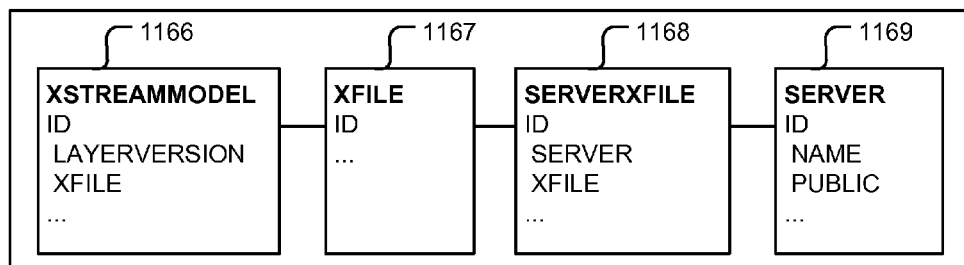 1166
1167
1168
1169
XSTREAMMODEL
ID
LAYERVERSION
XFILE
...
XFILE
ID
...
SERVERXFILE
ID
SERVER
XFILE
...
SERVER
ID
NAME
PUBLIC
...